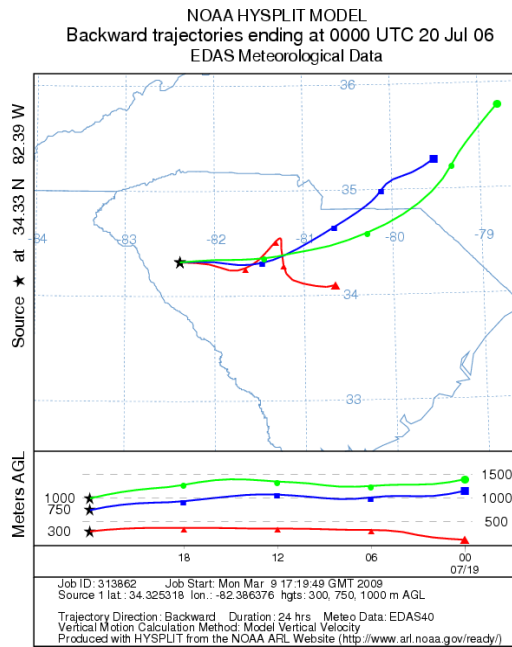 NOAA HYSPLIT MODEL
Backward trajectories ending at 0000 UTC 20 Jul 06
EDAS Meteorological Data
Source ★ at 34.33 N 82.39 W
36
35
-84
-83
-82
-80
-79
34
33
Meters AGL
1500
1000
1000
750
500
300
18
12
06
00
07/19
Job ID: 313862 Job Start: Mon Mar 9 17:19:49 GMT 2009
Source 1 lat.: 34.325318 lon.: -82.386376 hgts: 300, 750, 1000 m AGL
Trajectory Direction: Backward Duration: 24 hrs Meteo Data: EDAS40
Vertical Motion Calculation Method: Model Vertical Velocity
Produced with HYSPLIT from the NOAA ARL Website (http://www.arl.noaa.gov/ready/)